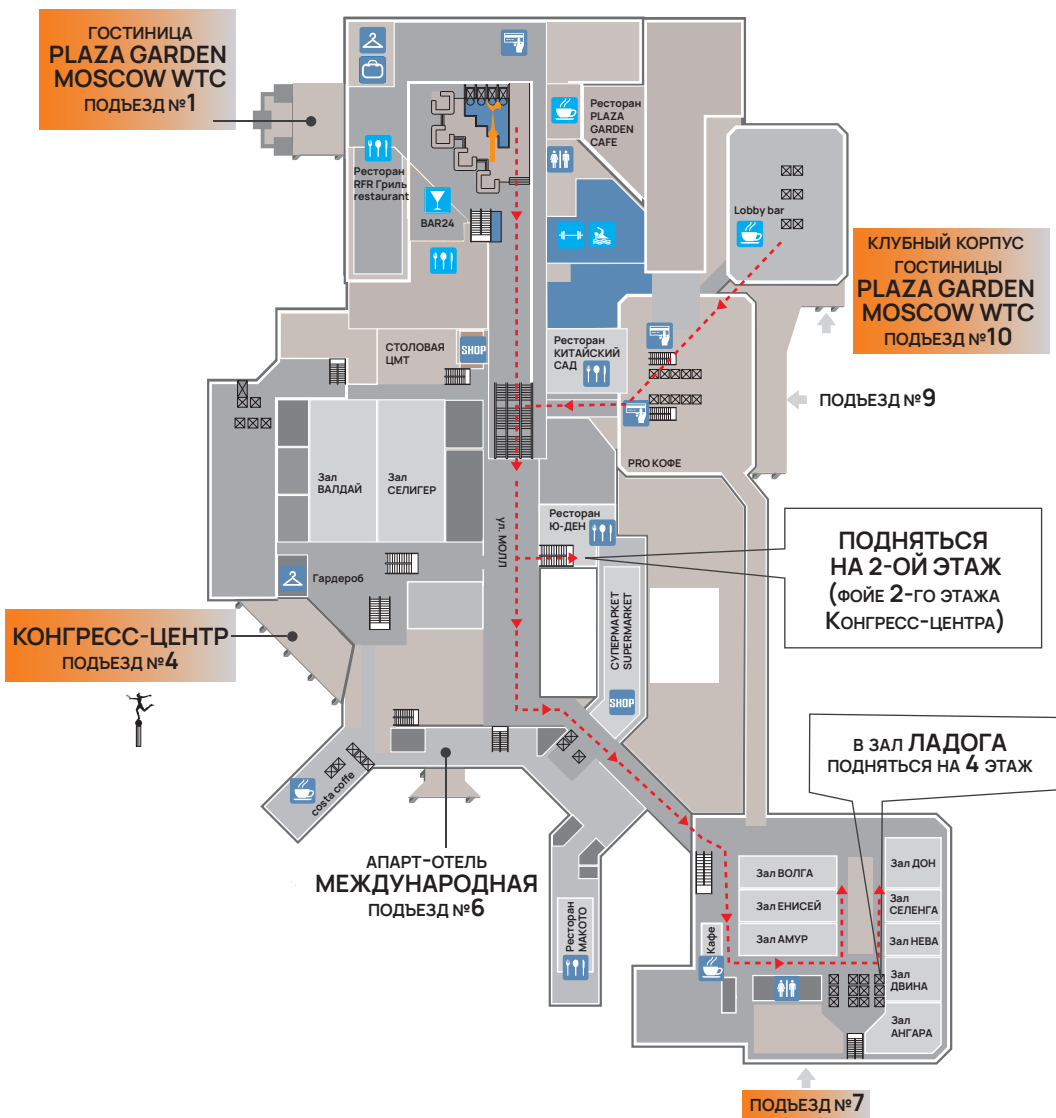 ГОСТИНИЦА
PLAZA GARDEN
MOSCOW WTC
ПОДЪЕЗД №1
Ресторан
PLAZA
GARDEN
CAFE
Ресторан
RFR Гриль
restaurant
BAR24
Lobby bar
КЛУБНЫЙ КОРПУС
ГОСТИНИЦЫ
PLAZA GARDEN
MOSCOW WTC
ПОДЪЕЗД №10
СТОЛОВАЯ
ЦМТ
SHOP
Ресторан
КИТАЙСКИЙ
САД
ПОДЪЕЗД №9
PRO КОФЕ
Зал
ВАЛДАЙ
Зал
СЕЛИГЕР
ул. МОЛЛ
Ресторан
Ю-ДЕН
ПОДНЯТЬСЯ
НА 2-ОЙ ЭТАЖ
(ФОЙЕ 2-ГО ЭТАЖА
КОНГРЕСС-ЦЕНТРА)
Гардероб
СУПЕРМАРКЕТ
SUPERMARKET
SHOP
КОНГРЕСС-ЦЕНТР
ПОДЪЕЗД №4
costa coffe
В ЗАЛ ЛАДОГА
ПОДНЯТЬСЯ НА 4 ЭТАЖ
АПАРТ-ОТЕЛЬ
МЕЖДУНАРОДНАЯ
ПОДЪЕЗД №6
Ресторан
МАКОТО
Кафе
Зал ВОЛГА
Зал ЕНИСЕЙ
Зал АМУР
Зал ДОН
Зал
СЕЛЕНГА
Зал НЕВА
Зал
ДВИНА
Зал
АНГАРА
ПОДЪЕЗД №7